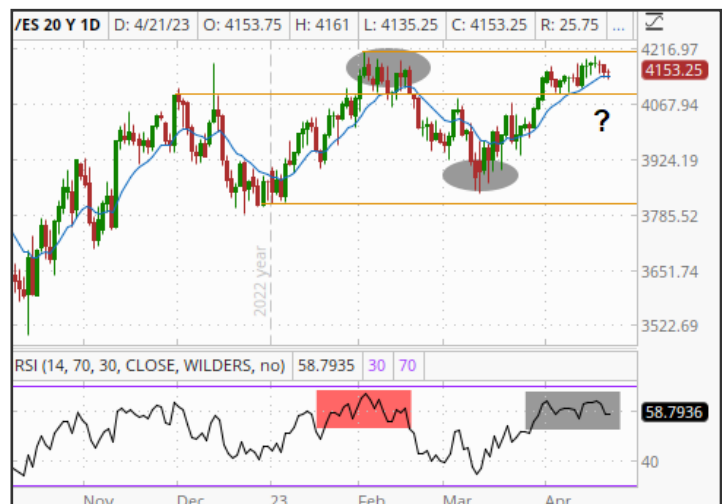 /ES 20 Y 1D D: 4/21/23 O: 4153.75 H: 4161 L: 4135.25 C: 4153.25 R: 25.75 ...
4216.97
4153.25
4067.94
?
3924.19
3785.52
2022 year
3651.74
3522.69
RSI (14, 70, 30, CLOSE, WILDERS, no) 58.7935 30 70
58.7936
40
Nov Dec 23 Feb Mar Apr